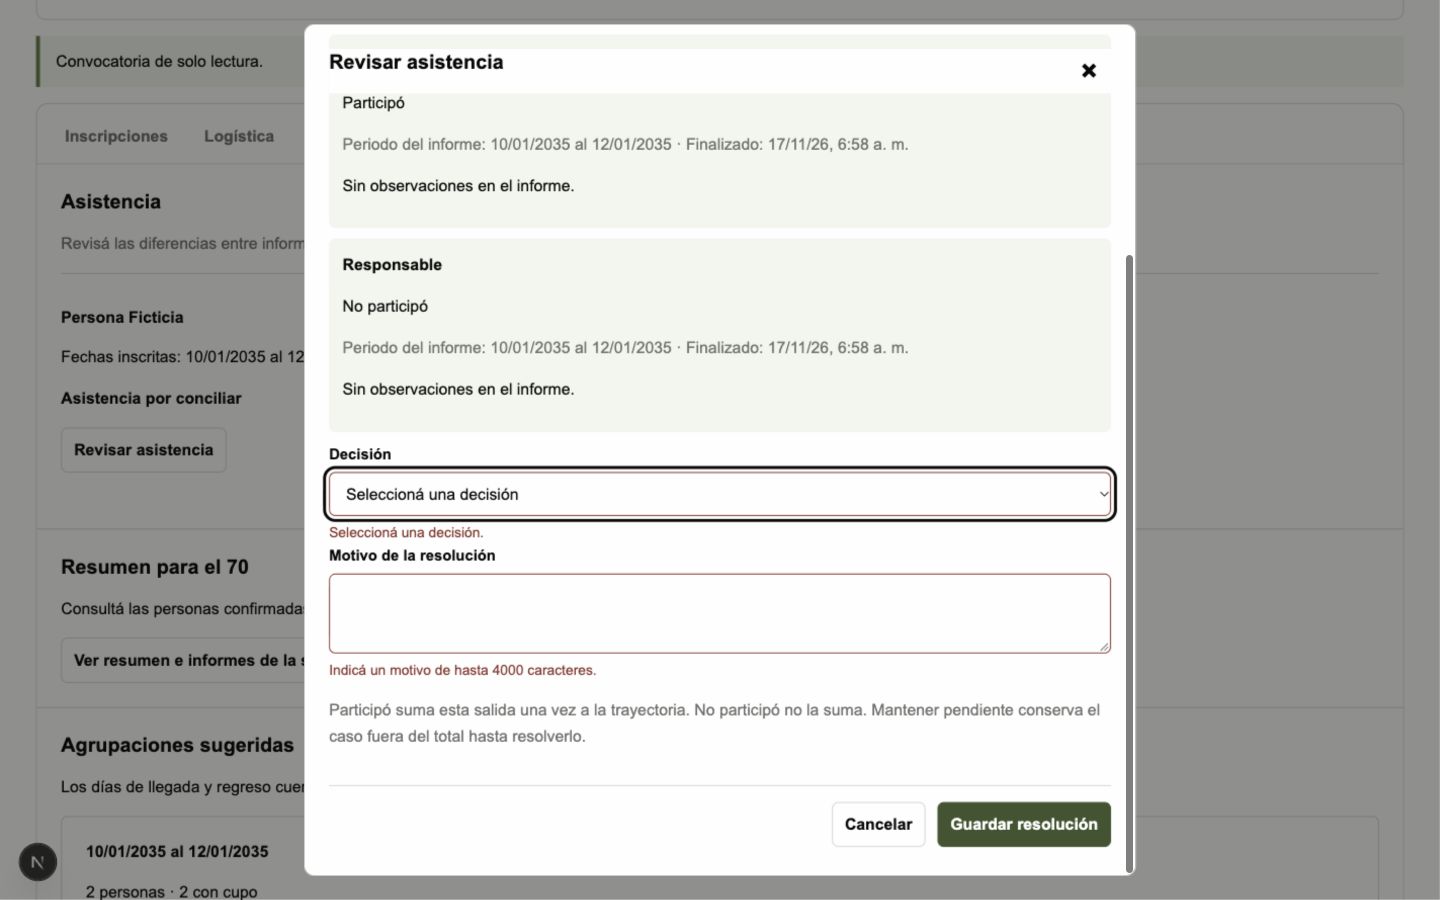 Convocatoria de solo lectura.
Inscripciones
Logística
Asistencia
Revisá las diferencias entre
Persona Ficticia
Fechas inscritas: 10/01/2035 al 12
Asistencia por conciliar
Revisar asistencia
Resumen para el 70
Consultá las personas
Ver resumen e informes de la
Agrupaciones sugeridas
Los días de llegada y regreso
10/01/2035 al 12/01/2035
2 personas · 2 con cupo
N
Revisar asistencia
Participó
Periodo del informe: 10/01/2035 al 12/01/2035 · Finalizado: 17/11/26, 6:58 a. m.
Sin observaciones en el informe.
Responsable
No participó
Periodo del informe: 10/01/2035 al 12/01/2035 · Finalizado: 17/11/26, 6:58 a. m.
Sin observaciones en el informe.
Decisión
Seleccioná una decisión
Seleccioná una decisión.
Motivo de la resolución
Indicá un motivo de hasta 4000 caracteres.
Participó suma esta salida una vez a la trayectoria. No participó no la suma. Mantener pendiente conserva el
caso fuera del total hasta resolverlo.
Cancelar
Guardar resolución